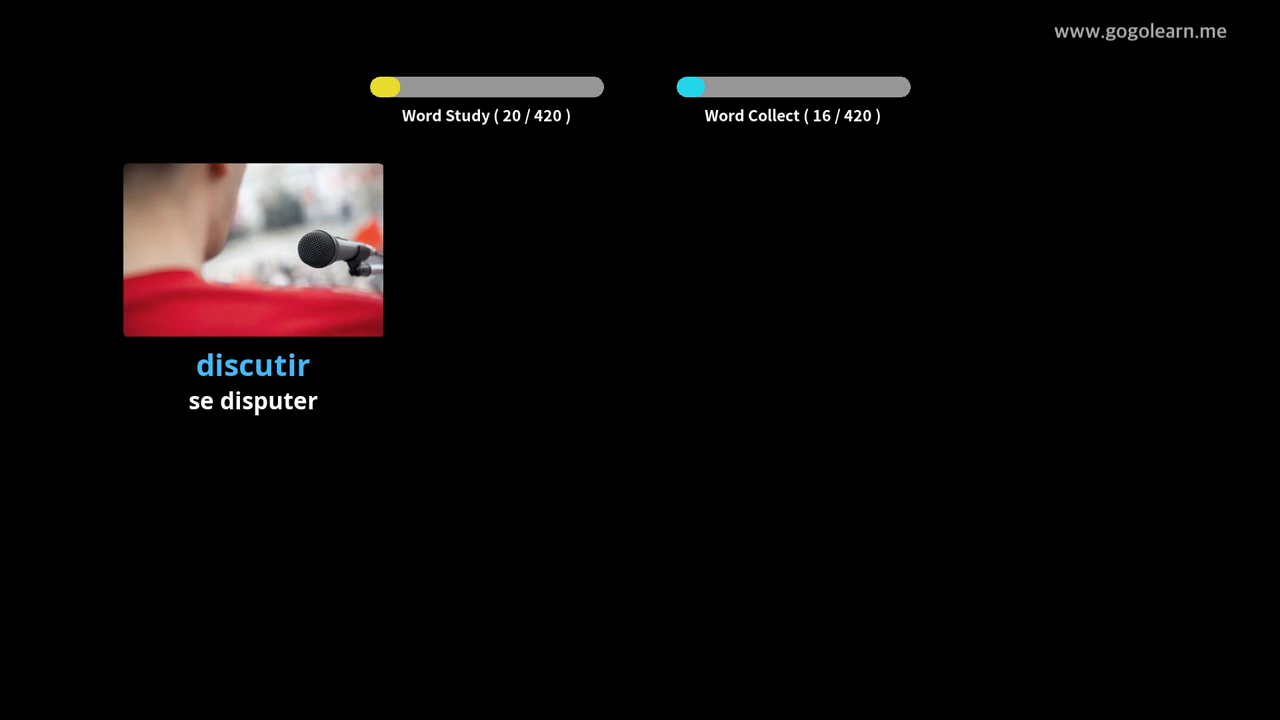 www.gogolearn.me
Word Study ( 20 / 420 )
Word Collect ( 16 / 420 )
discutir
se disputer